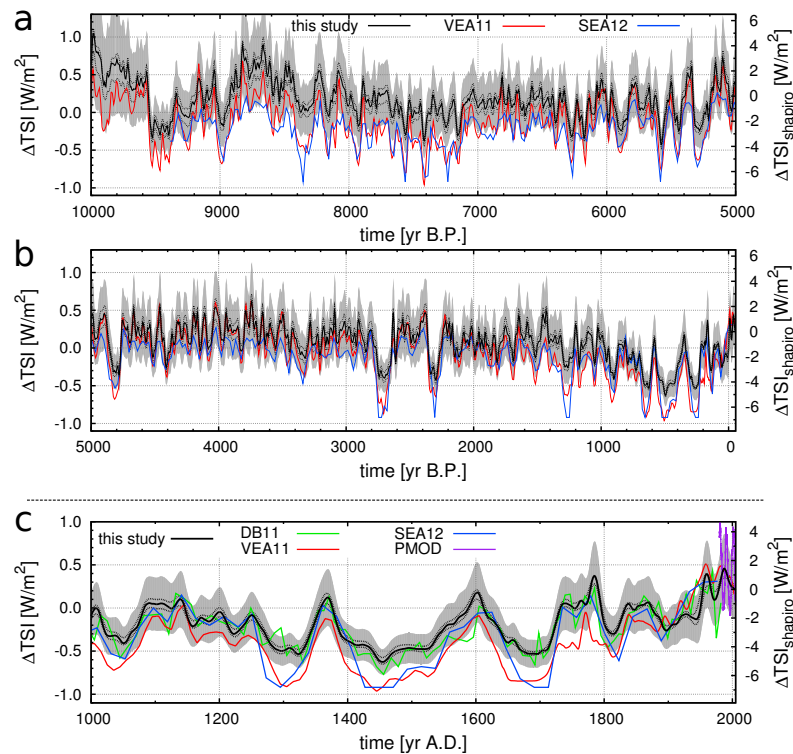 a
this study VEA11 SEA12
ΔTSI [W/m²]
1.0
0.5
0.0
-0.5
-1.0
6
4
2
0
-2
-4
-6
ΔTSIshapiro [W/m²]
10000 9000 8000 7000 6000 5000
time [yr B.P.]
b
ΔTSI [W/m²]
1.0
0.5
0.0
-0.5
-1.0
6
4
2
0
-2
-4
-6
ΔTSIshapiro [W/m²]
5000 4000 3000 2000 1000 0
time [yr B.P.]
c
this study DB11 SEA12
VEA11 PMOD
ΔTSI [W/m²]
1.0
0.5
0.0
-0.5
-1.0
4
2
0
-2
-4
-6
ΔTSIshapiro [W/m²]
1000 1200 1400 1600 1800 2000
time [yr A.D.]